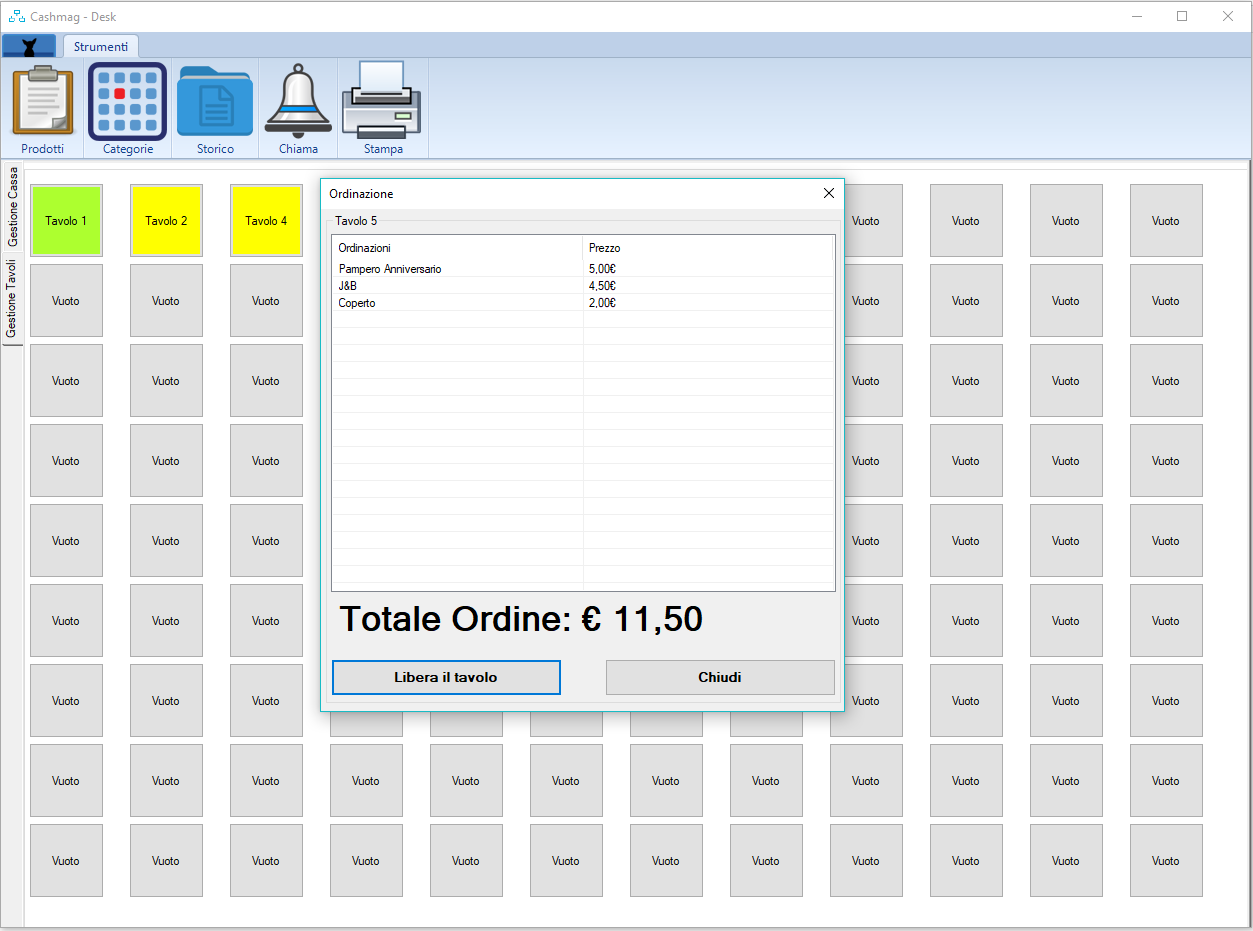 Cashmag - Desk
Strumenti
Prodotti Categorie Storico Chiama Stampa
Gestione Cassa
Gestione Tavoli
Tavolo 1 Tavolo 2 Tavolo 4 Vuoto Vuoto Vuoto Vuoto
Vuoto Vuoto Vuoto Vuoto Vuoto Vuoto Vuoto
Vuoto Vuoto Vuoto Vuoto Vuoto Vuoto Vuoto
Vuoto Vuoto Vuoto Vuoto Vuoto Vuoto Vuoto
Vuoto Vuoto Vuoto Vuoto Vuoto Vuoto Vuoto
Vuoto Vuoto Vuoto Vuoto Vuoto Vuoto Vuoto
Vuoto Vuoto Vuoto Vuoto Vuoto Vuoto Vuoto
Vuoto Vuoto Vuoto Vuoto Vuoto Vuoto Vuoto Vuoto Vuoto Vuoto Vuoto Vuoto
Vuoto Vuoto Vuoto Vuoto Vuoto Vuoto Vuoto Vuoto Vuoto Vuoto Vuoto Vuoto
Ordinazione
Tavolo 5
Ordinazioni Prezzo
Pampero Anniversario 5,00€
J&B 4,50€
Coperto 2,00€
Totale Ordine: € 11,50
Libera il tavolo Chiudi